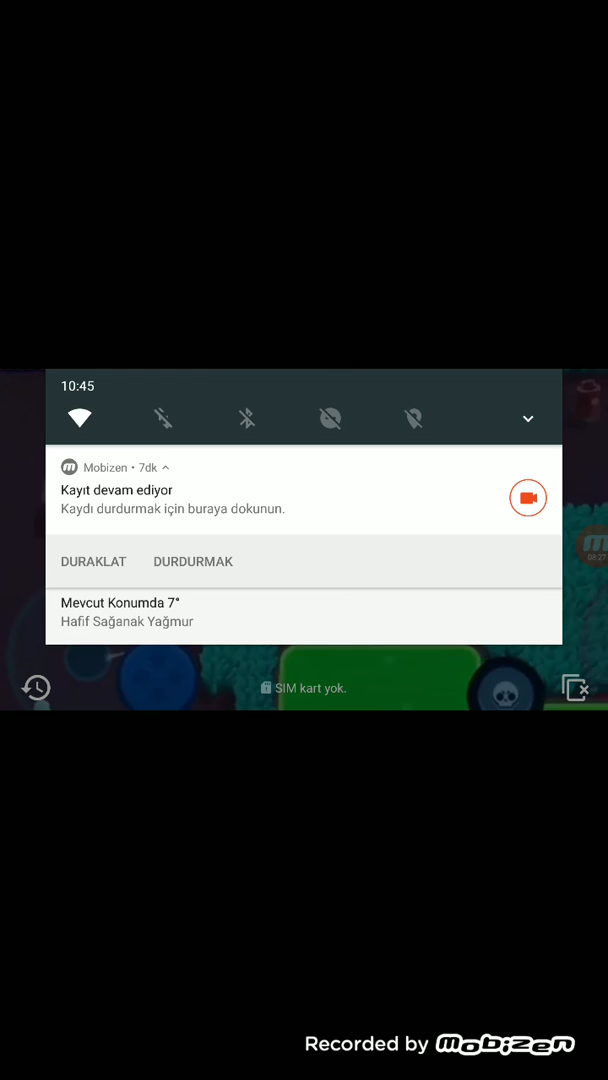 10:45
Mobizen • 7dk
Kayıt devam ediyor
Kaydı durdurmak için buraya dokunun.
DURAKLAT DURDURMAK
Mevcut Konumda 7°
Hafif Sağanak Yağmur
SIM kart yok.
Recorded by mobizen